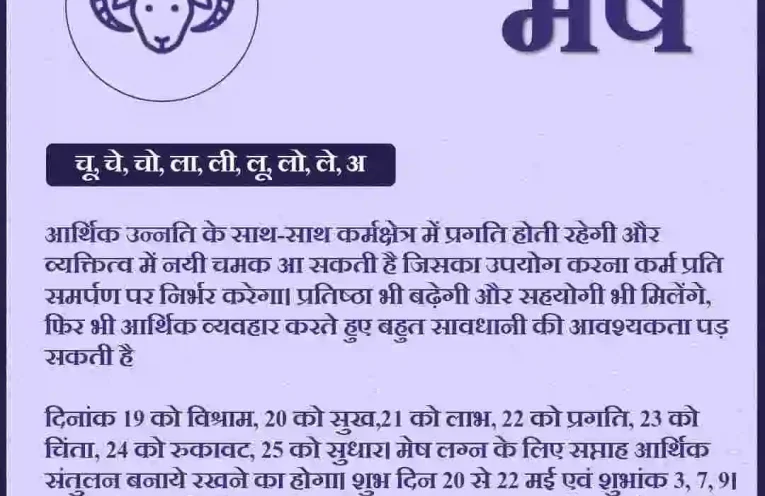 मेष
चू, चे, चो, ला, ली, लू, लो, ले, अ
आर्थिक उन्नति के साथ-साथ कर्मक्षेत्र में प्रगति होती रहेगी और
व्यक्तित्व में नयी चमक आ सकती है जिसका उपयोग करना कर्म प्रति
समर्पण पर निर्भर करेगा। प्रतिष्ठा भी बढ़ेगी और सहयोगी भी मिलेंगे,
फिर भी आर्थिक व्यवहार करते हुए बहुत सावधानी की आवश्यकता पड़
सकती है
दिनांक 19 को विश्राम, 20 को सुख,21 को लाभ, 22 को प्रगति, 23 को
चिंता, 24 को रुकावट, 25 को सुधार। मेष लग्न के लिए सप्ताह आर्थिक
संतुलन बनाये रखने का होगा। शुभ दिन 20 से 22 मई एवं शुभांक 3, 7, 9।